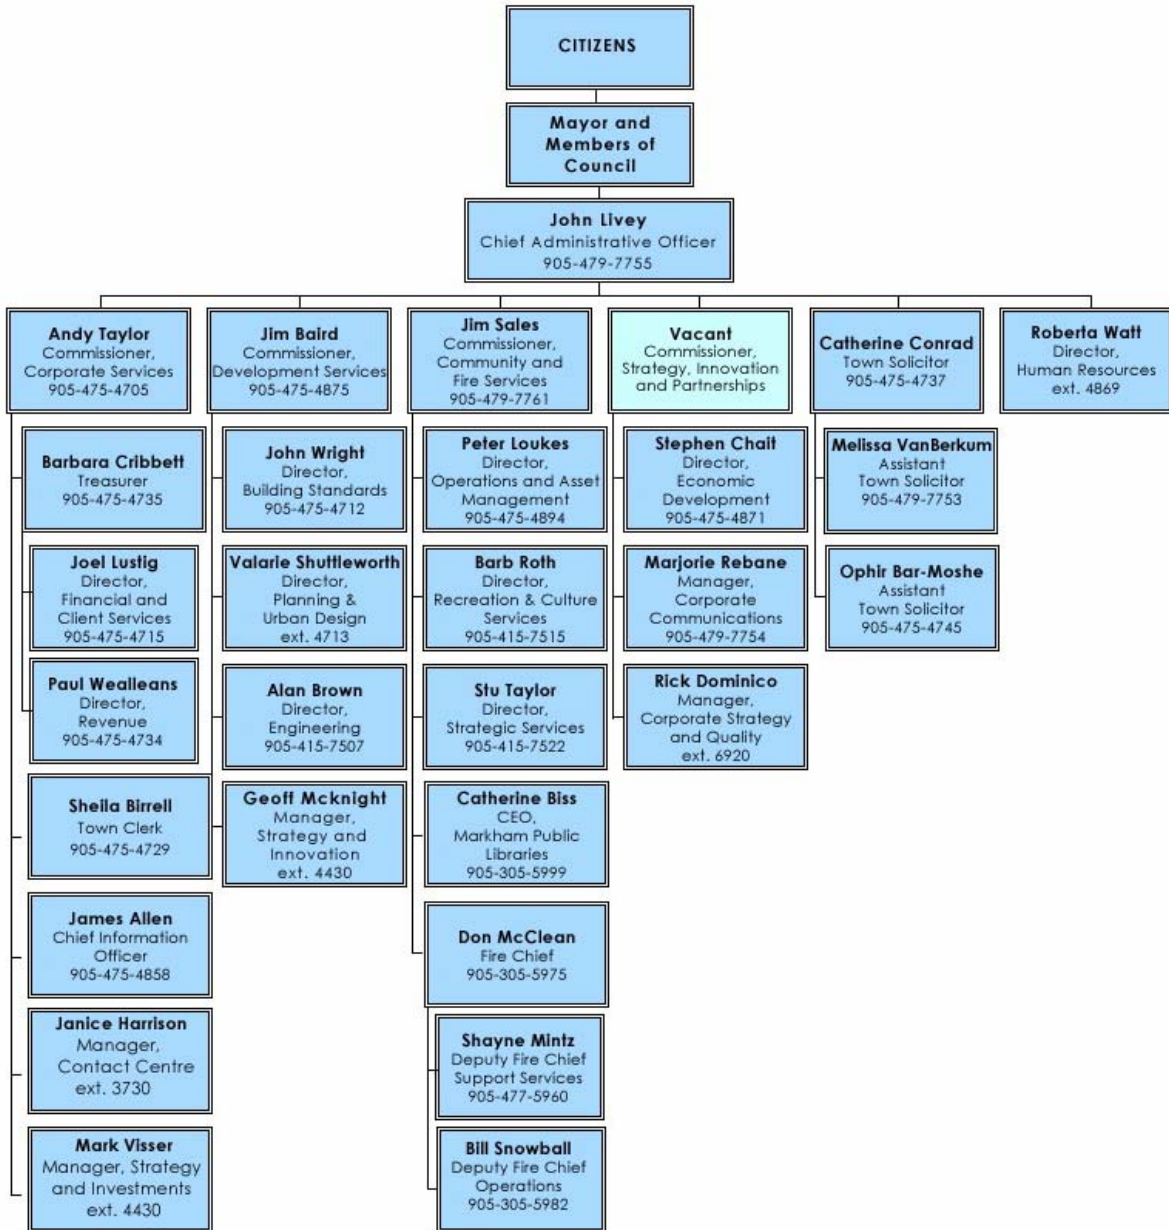 CITIZENS
Mayor and
Members of
Council
John Livey
Chief Administrative Officer
905-479-7755
Andy Taylor
Commissioner,
Corporate Services
905-475-4705
Jim Baird
Commissioner,
Development Services
905-475-4875
Jim Sales
Commissioner,
Community and
Fire Services
905-479-7761
Vacant
Commissioner,
Strategy, Innovation
and Partnerships
Catherine Conrad
Town Solicitor
905-475-4737
Roberta Watt
Director,
Human Resources
ext. 4869
Barbara Cribbett
Treasurer
905-475-4735
Joel Lustig
Director,
Financial and
Client Services
905-475-4715
Paul Wealleans
Director,
Revenue
905-475-4734
Sheila Birrell
Town Clerk
905-475-4729
James Allen
Chief Information
Officer
905-475-4858
Janice Harrison
Manager,
Contact Centre
ext. 3730
Mark Visser
Manager, Strategy
and Investments
ext. 4430
John Wright
Director,
Building Standards
905-475-4712
Valarie Shuttleworth
Director,
Planning &
Urban Design
ext. 4713
Alan Brown
Director,
Engineering
905-415-7507
Geoff Mcknight
Manager,
Strategy and
Innovation
ext. 4430
Peter Loukes
Director,
Operations and Asset
Management
905-475-4894
Barb Roth
Director,
Recreation & Culture
Services
905-415-7515
Stu Taylor
Director,
Strategic Services
905-415-7522
Catherine Biss
CEO,
Markham Public
Libraries
905-305-5999
Don McClean
Fire Chief
905-305-5975
Shayne Mintz
Deputy Fire Chief
Support Services
905-477-5960
Bill Snowball
Deputy Fire Chief
Operations
905-305-5982
Stephen Chait
Director,
Economic
Development
905-475-4871
Marjorie Rebane
Manager,
Corporate
Communications
905-479-7754
Rick Dominico
Manager,
Corporate Strategy
and Quality
ext. 6920
Melissa VanBerkum
Assistant
Town Solicitor
905-479-7753
Ophir Bar-Moshe
Assistant
Town Solicitor
905-475-4745